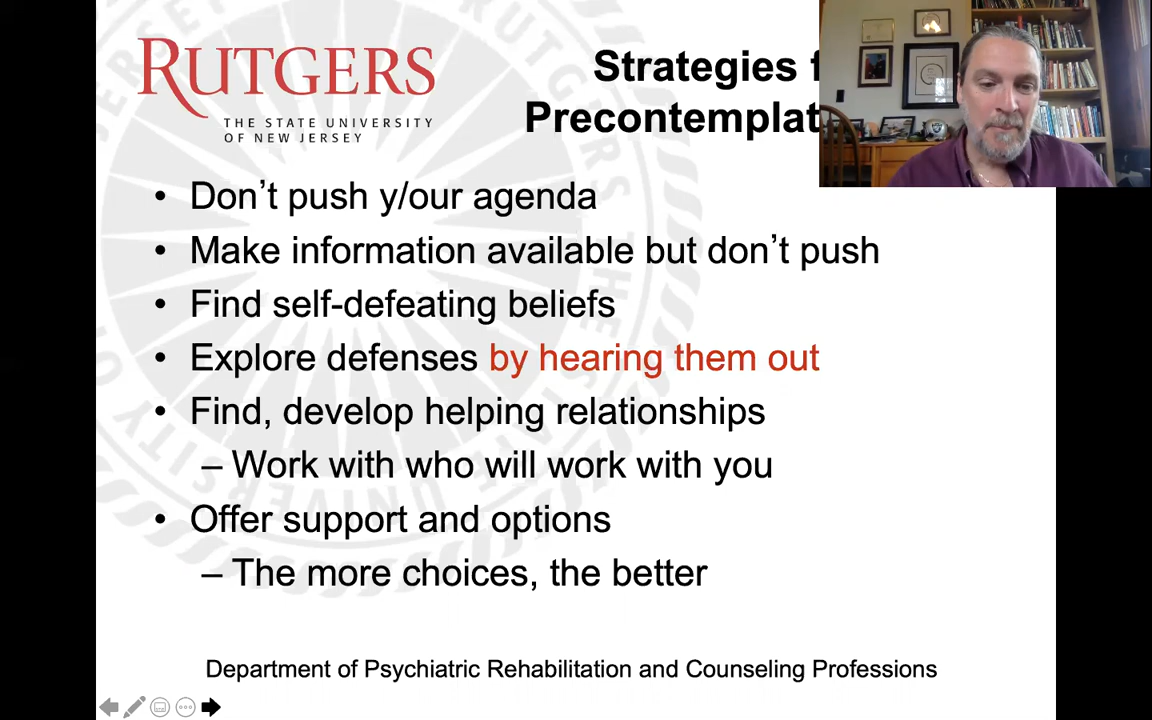 RUTGERS
THE STATE UNIVERSITY
OF NEW JERSEY
Strategies
Precontemplat
• Don’t push y/our agenda
• Make information available but don’t push
• Find self-defeating beliefs
• Explore defenses by hearing them out
• Find, develop helping relationships
– Work with who will work with you
• Offer support and options
– The more choices, the better
Department of Psychiatric Rehabilitation and Counseling Professions